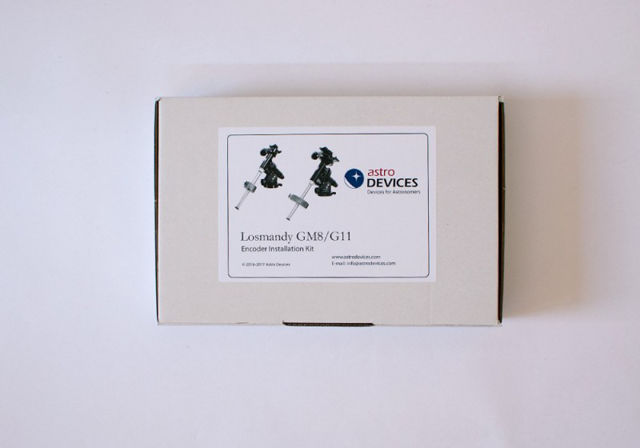 astro
DEVICES
Devices for Astronomers
Losmandy GM8/G11
Encoder Installation Kit
www.astrodevices.com
© 2016-2017 Astro Devices
E-mail: info@astrodevices.com